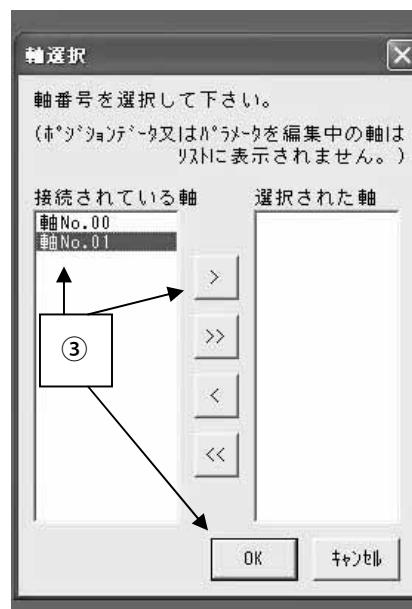 軸選択
軸番号を選択して下さい。
(ﾎﾟｼﾞｼｮﾝﾃﾞｰﾀ又はﾊﾟﾗﾒｰﾀを編集中の軸は
ﾘｽﾄに表示されません。)
接続されている軸
選択された軸
軸No.00
軸No.01
>
③
>>
<
<<
OK
ｷｬﾝｾﾙ